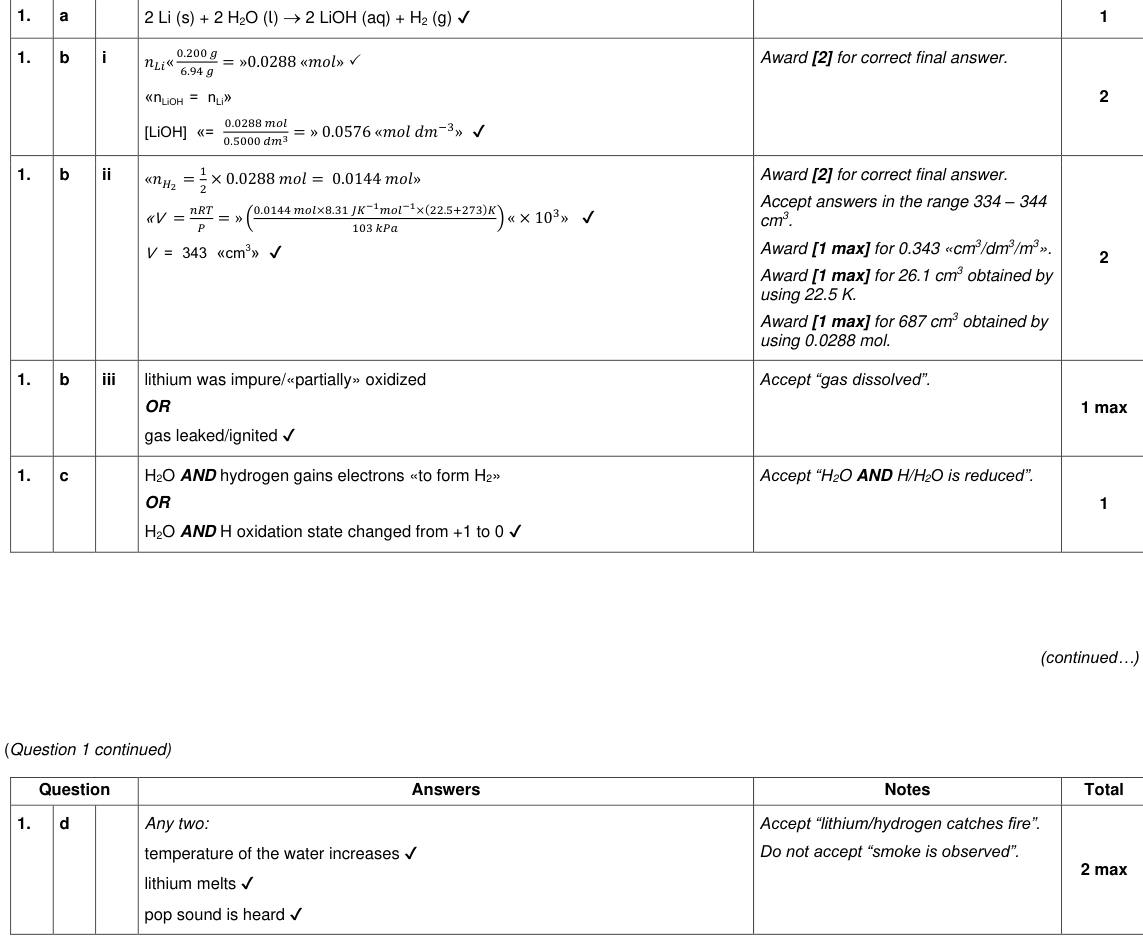 1. a 2 Li (s) + 2 H₂O (l) → 2 LiOH (aq) + H₂ (g) ✓ 1
1. b i n_Li« 0.200 g / 6.94 g = »0.0288 «mol» ✓ Award [2] for correct final answer. 2
«n_LiOH = n_Li»
[LiOH] «= 0.0288 mol / 0.5000 dm³ = » 0.0576 «mol dm⁻³» ✓
1. b ii «n_H₂ = 1/2 × 0.0288 mol = 0.0144 mol» Award [2] for correct final answer. 2
«V = nRT/P = » (0.0144 mol×8.31 JK⁻¹mol⁻¹×(22.5+273)K / 103 kPa) « × 10³» ✓
V = 343 «cm³» ✓
Accept answers in the range 334 – 344
cm³.
Award [1 max] for 0.343 «cm³/dm³/m³».
Award [1 max] for 26.1 cm³ obtained by
using 22.5 K.
Award [1 max] for 687 cm³ obtained by
using 0.0288 mol.
1. b iii lithium was impure/«partially» oxidized Accept “gas dissolved”. 1 max
OR
gas leaked/ignited ✓
1. c H₂O AND hydrogen gains electrons «to form H₂» Accept “H₂O AND H/H₂O is reduced”. 1
OR
H₂O AND H oxidation state changed from +1 to 0 ✓
(continued…)
(Question 1 continued)
Question Answers Notes Total
1. d Any two: Accept “lithium/hydrogen catches fire”. 2 max
temperature of the water increases ✓ Do not accept “smoke is observed”.
lithium melts ✓
pop sound is heard ✓